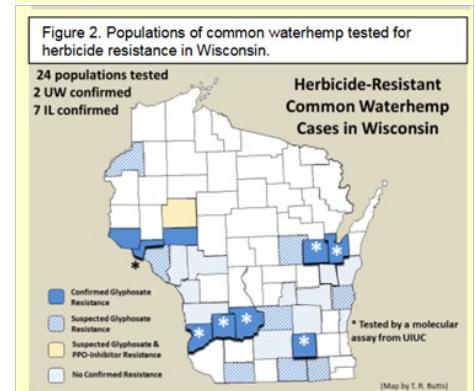 Figure 2. Populations of common waterhemp tested for
herbicide resistance in Wisconsin.
24 populations tested
2 UW confirmed
7 IL confirmed
Herbicide-Resistant
Common Waterhemp
Cases in Wisconsin
*
*
*
*
*
*
*
Confirmed Glyphosate
Resistance
Suspected Glyphosate
Resistance
Suspected Glyphosate &
PPO-Inhibitor Resistance
No Confirmed Resistance
* Tested by a molecular
assay from UIUC
(Map by T. R. Butts)